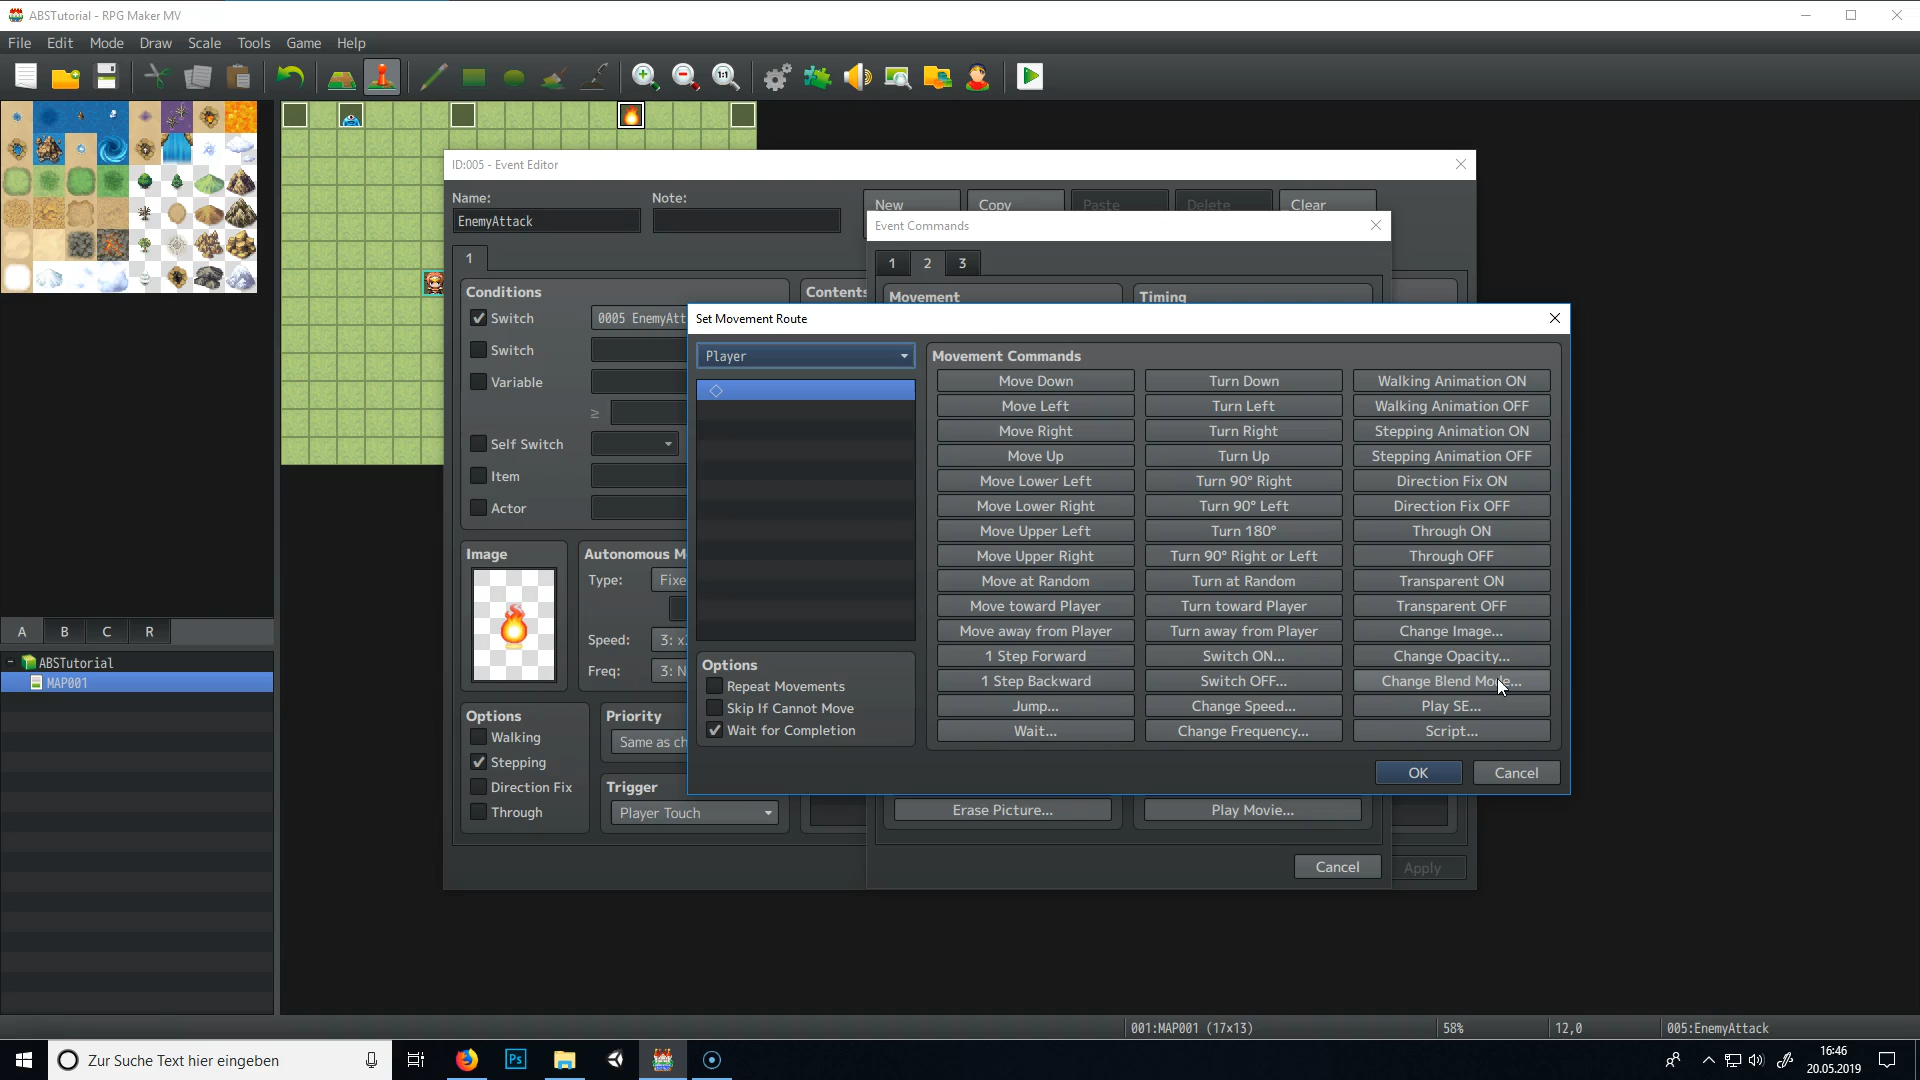 ABSTutorial - RPG Maker MV
File Edit Mode Draw Scale Tools Game Help
1:1
ID:005 - Event Editor
Name: Note:
New Copy Paste Delete Clear
EnemyAttack
Event Commands
1
1 2 3
Conditions
Contents
Movement Timing
Switch 0005 EnemyAtt
Switch
Variable
≥
Self Switch
Item
Actor
Set Movement Route
Player
Movement Commands
Move Down Turn Down Walking Animation ON
Move Left Turn Left Walking Animation OFF
Move Right Turn Right Stepping Animation ON
Move Up Turn Up Stepping Animation OFF
Move Lower Left Turn 90° Right Direction Fix ON
Move Lower Right Turn 90° Left Direction Fix OFF
Move Upper Left Turn 180° Through ON
Move Upper Right Turn 90° Right or Left Through OFF
Move at Random Turn at Random Transparent ON
Move toward Player Turn toward Player Transparent OFF
Move away from Player Turn away from Player Change Image...
1 Step Forward Switch ON... Change Opacity...
1 Step Backward Switch OFF... Change Blend Mode...
Jump... Change Speed... Play SE...
Wait... Change Frequency... Script...
Options
Repeat Movements
Skip If Cannot Move
Wait for Completion
OK Cancel
Image
Autonomous M
Type: Fixe
Speed: 3: x
Freq: 3: N
Options
Walking
Stepping
Direction Fix
Through
Priority
Same as ch
Trigger
Player Touch
Erase Picture... Play Movie...
Cancel Apply
A B C R
ABSTutorial
MAP001
001:MAP001 (17x13) 58% 12,0 005:EnemyAttack
Zur Suche Text hier eingeben
Ps
16:46
20.05.2019